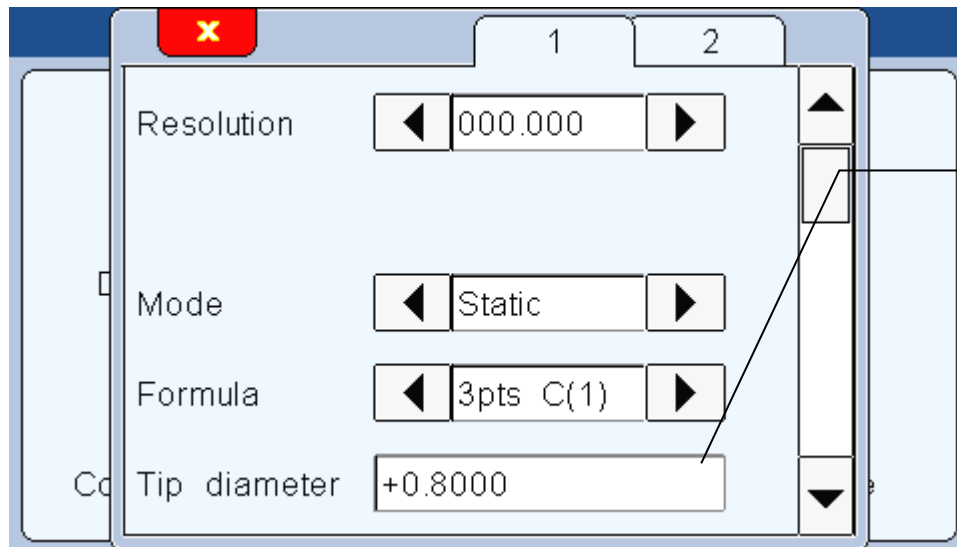 x
1 2
Resolution 000.000
Mode Static
Formula 3pts C(1)
Tip diameter +0.8000